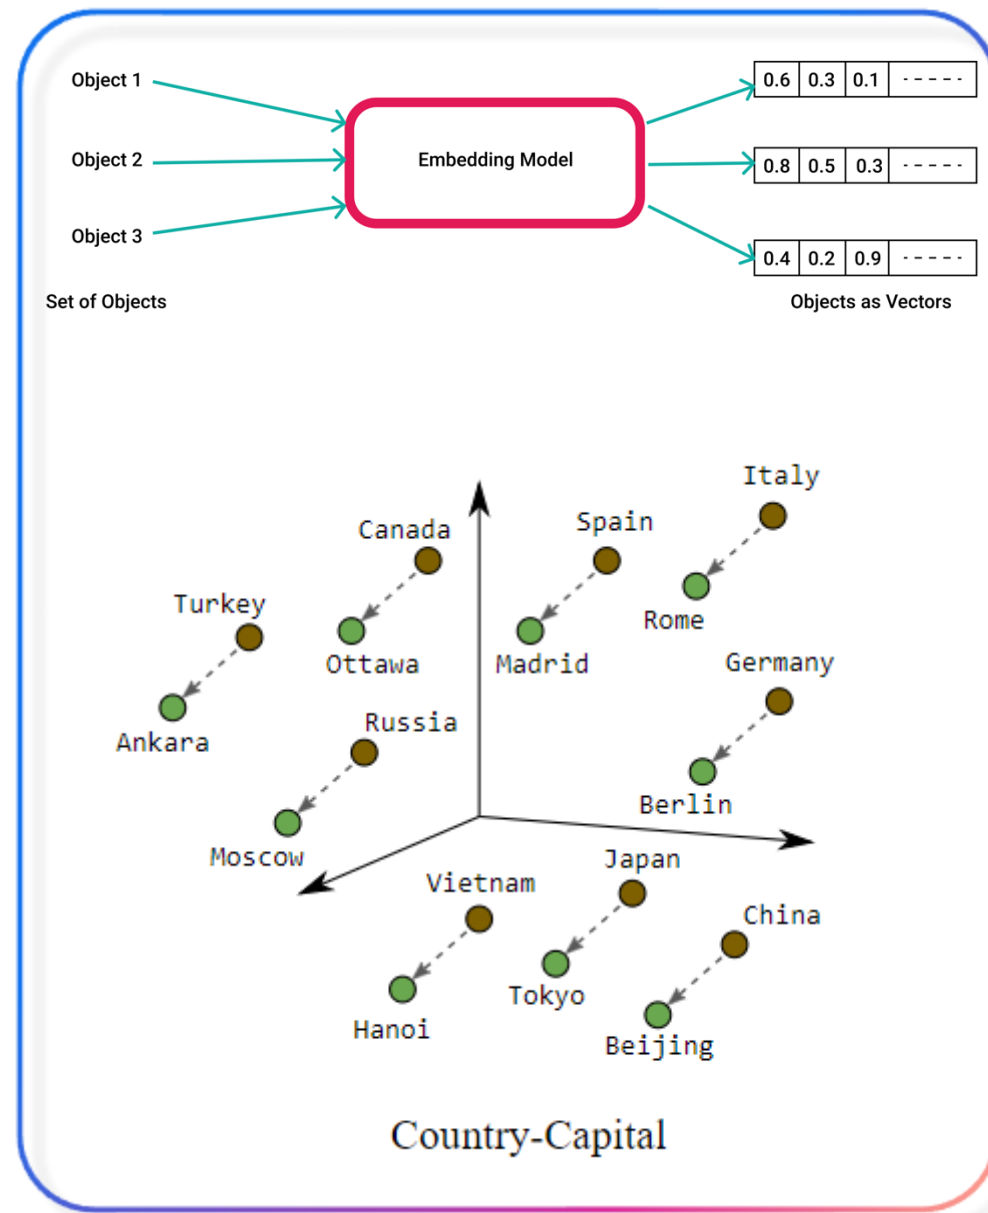 Object 1
0.6 0.3 0.1 -----
Object 2
Embedding Model
0.8 0.5 0.3 -----
Object 3
0.4 0.2 0.9 -----
Set of Objects
Objects as Vectors
Italy
Canada
Spain
Turkey
Rome
Ottawa
Madrid
Germany
Ankara
Russia
Berlin
Moscow
Japan
Vietnam
China
Tokyo
Hanoi
Beijing
Country-Capital